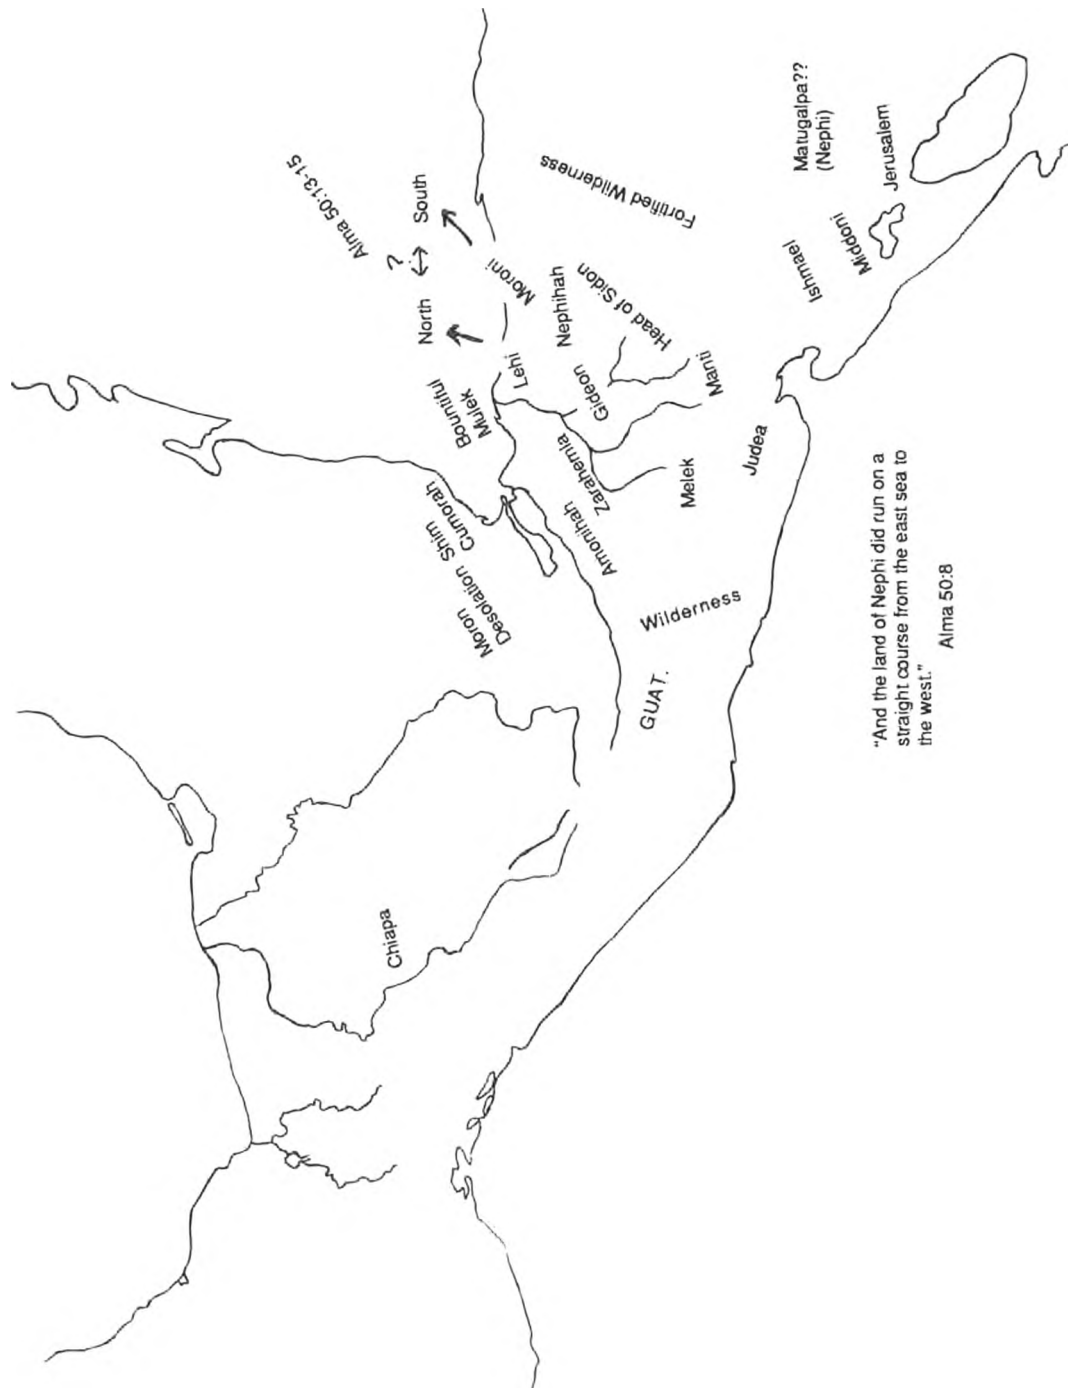 Alma 50:13-15
?
North
South
Bountiful
Mulek
Lehi
Moroni
Fortified Wilderness
Nephihah
Head of Sidon
Gideon
Manti
Zarahemla
Amonihah
Melek
Judea
Moron
Desolation Shim
Cumorah
Wilderness
GUAT.
Chiapa
Matugalpa??
(Nephi)
Ishmael
Middoni
Jerusalem
"And the land of Nephi did run on a
straight course from the east sea to
the west."
Alma 50:8